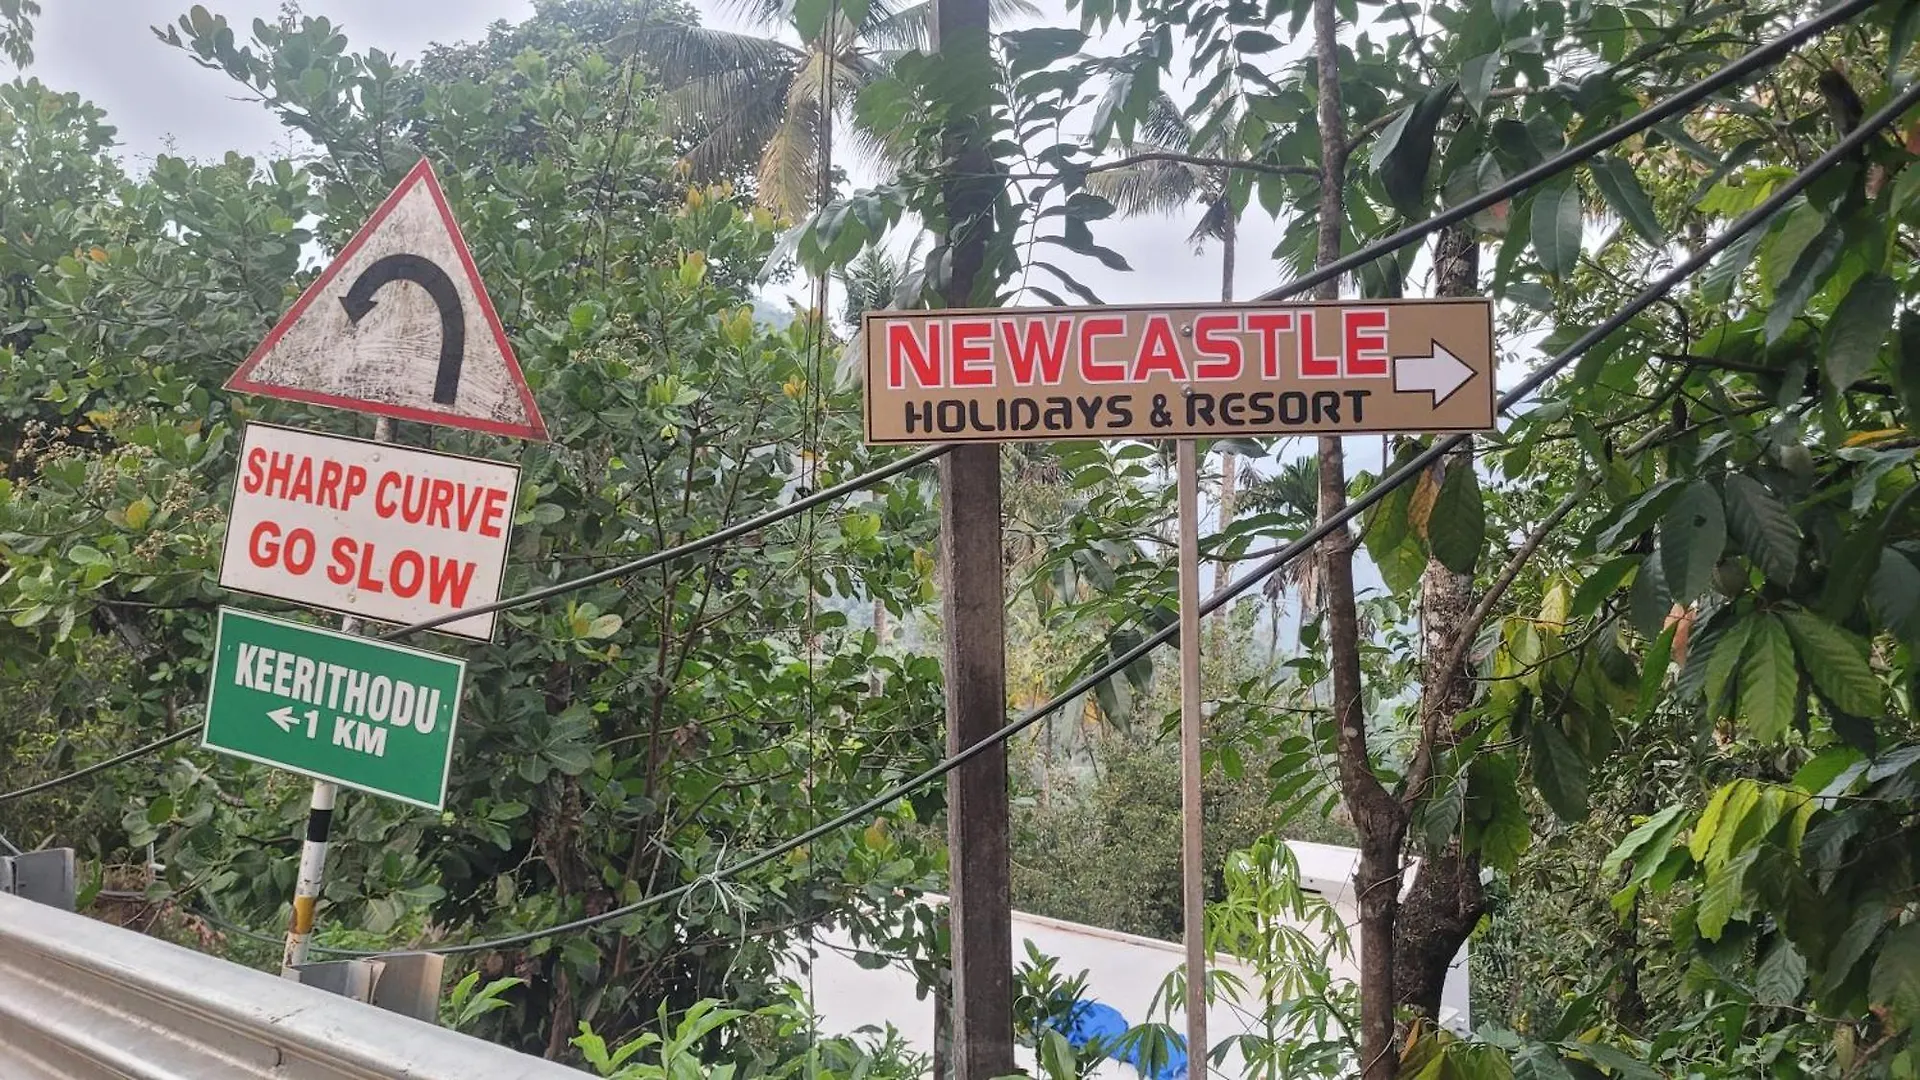 SHARP CURVE
GO SLOW
KEERITHODU
←1 KM
NEWCASTLE
HOLIDAYS & RESORT